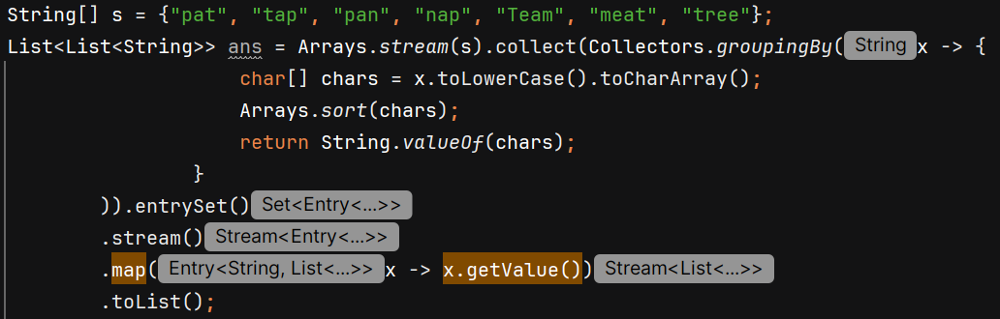 String[] s = {"pat", "tap", "pan", "nap", "Team", "meat", "tree"};
List<List<String>> ans = Arrays.stream(s).collect(Collectors.groupingBy( String x -> {
char[] chars = x.toLowerCase().toCharArray();
Arrays.sort(chars);
return String.valueOf(chars);
}
)).entrySet() Set<Entry<...>>
.stream() Stream<Entry<...>>
.map( Entry<String, List<...>> x -> x.getValue()) Stream<List<...>>
.toList();